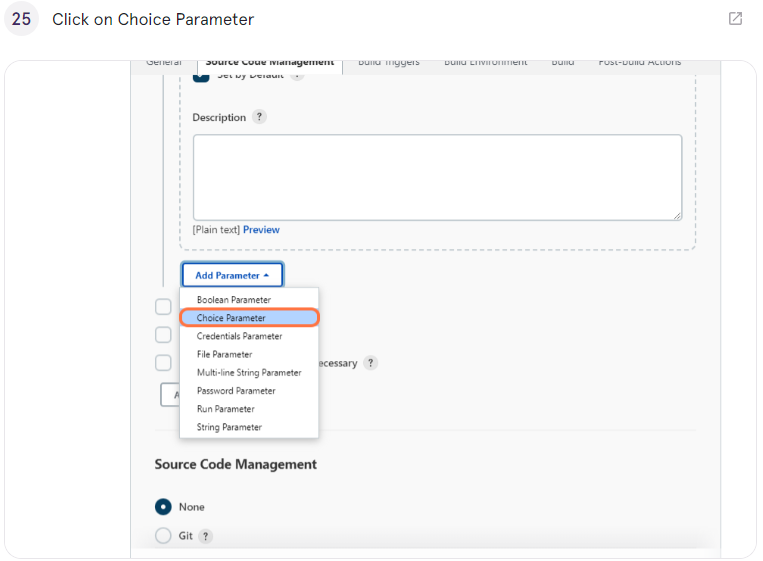 25 Click on Choice Parameter
General Source Code Management Build Triggers Build Environment Build Post-build Actions
Set by Default ?
Description ?
[Plain text] Preview
Add Parameter
Boolean Parameter
Choice Parameter
Credentials Parameter
File Parameter
ecessary ?
Multi-line String Parameter
Password Parameter
A
Run Parameter
String Parameter
Source Code Management
None
Git ?